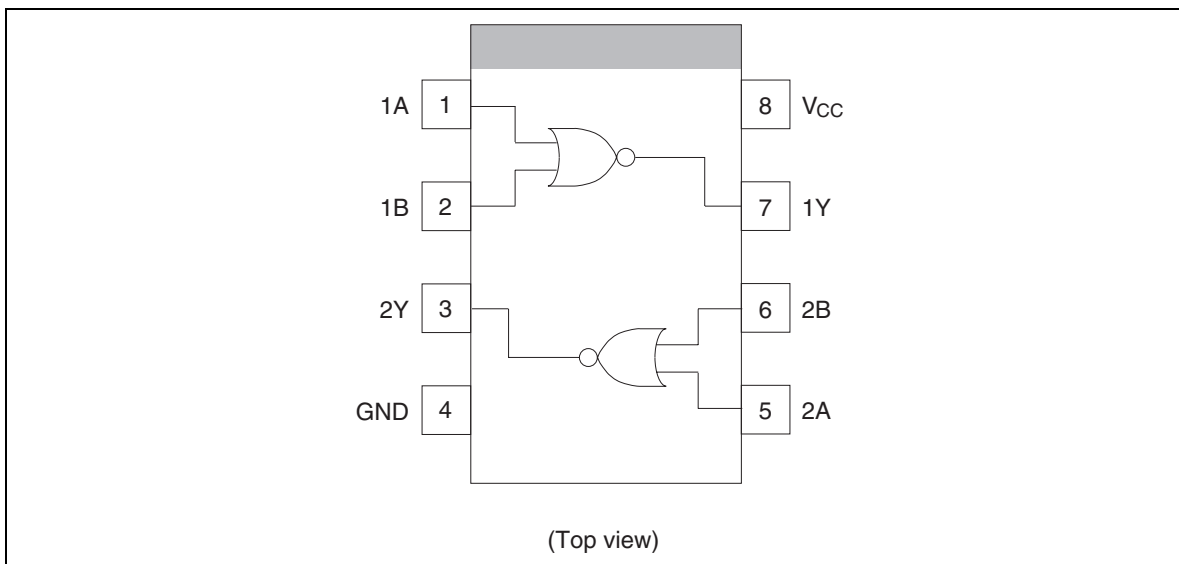 1A 1 8 VCC
1B 2 7 1Y
2Y 3 6 2B
GND 4 5 2A
(Top view)